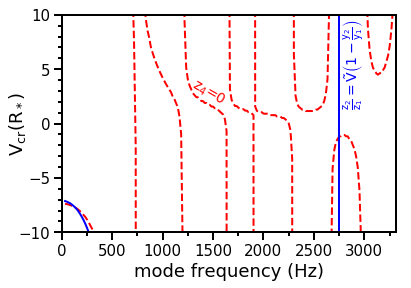 10
5
0
−5
−10
V_cr(R_*)
z_4=0
z_2/z_1 = Ṽ(1 − y_2/y_1)
0 500 1000 1500 2000 2500 3000
mode frequency (Hz)